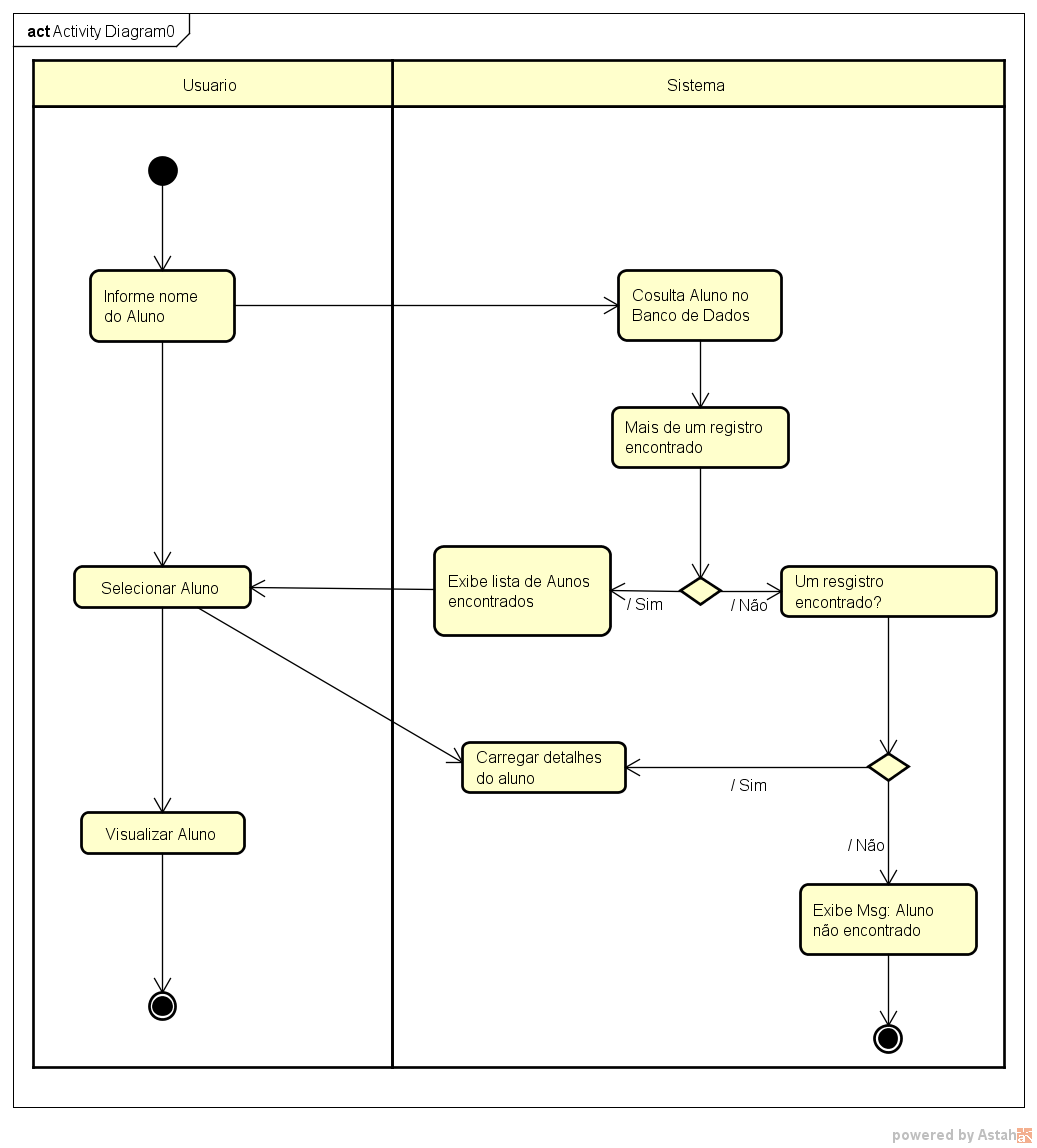 act Activity Diagram0
Usuario
Sistema
Informe nome
do Aluno
Cosulta Aluno no
Banco de Dados
Mais de um registro
encontrado
Selecionar Aluno
Exibe lista de Aunos
encontrados
/ Sim
/ Não
Um resgistro
encontrado?
Carregar detalhes
do aluno
/ Sim
Visualizar Aluno
/ Não
Exibe Msg: Aluno
não encontrado
powered by Astah